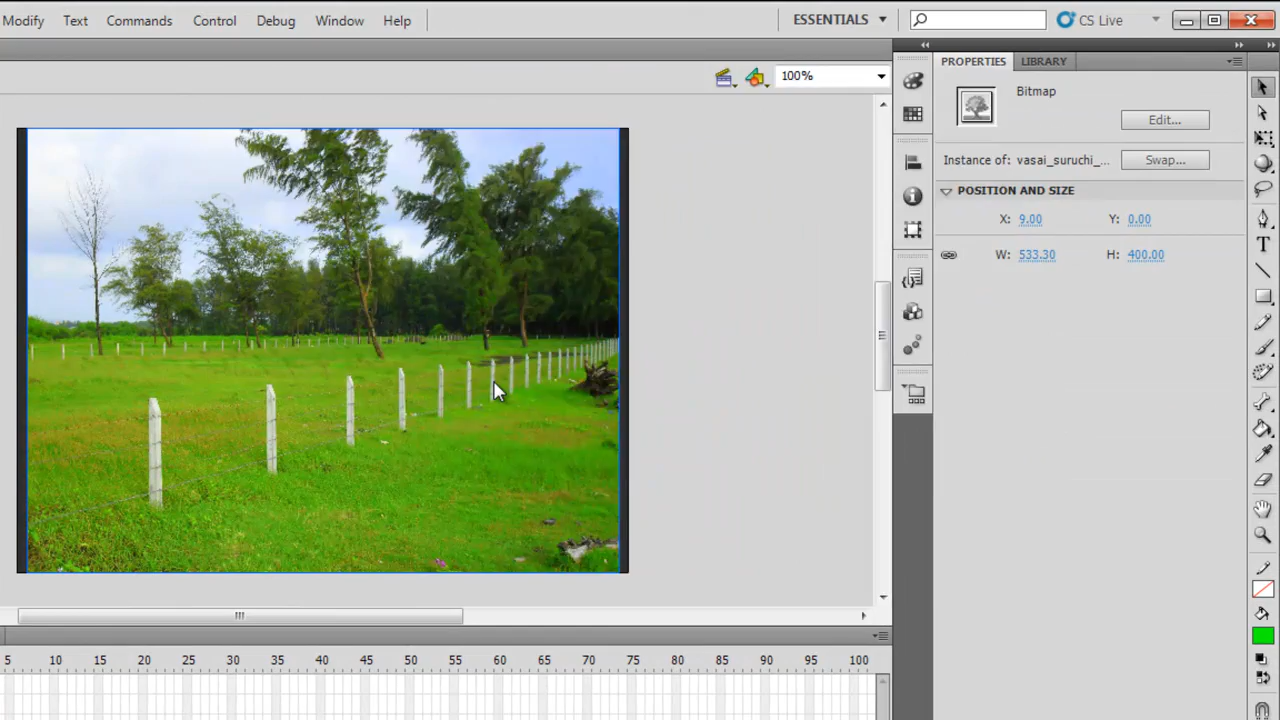 Modify Text Commands Control Debug Window Help ESSENTIALS CS Live
100%
PROPERTIES LIBRARY
Bitmap
Edit...
Instance of: vasai_suruchi_... Swap...
POSITION AND SIZE
X: 9.00 Y: 0.00
W: 533.30 H: 400.00
5 10 15 20 25 30 35 40 45 50 55 60 65 70 75 80 85 90 95 100